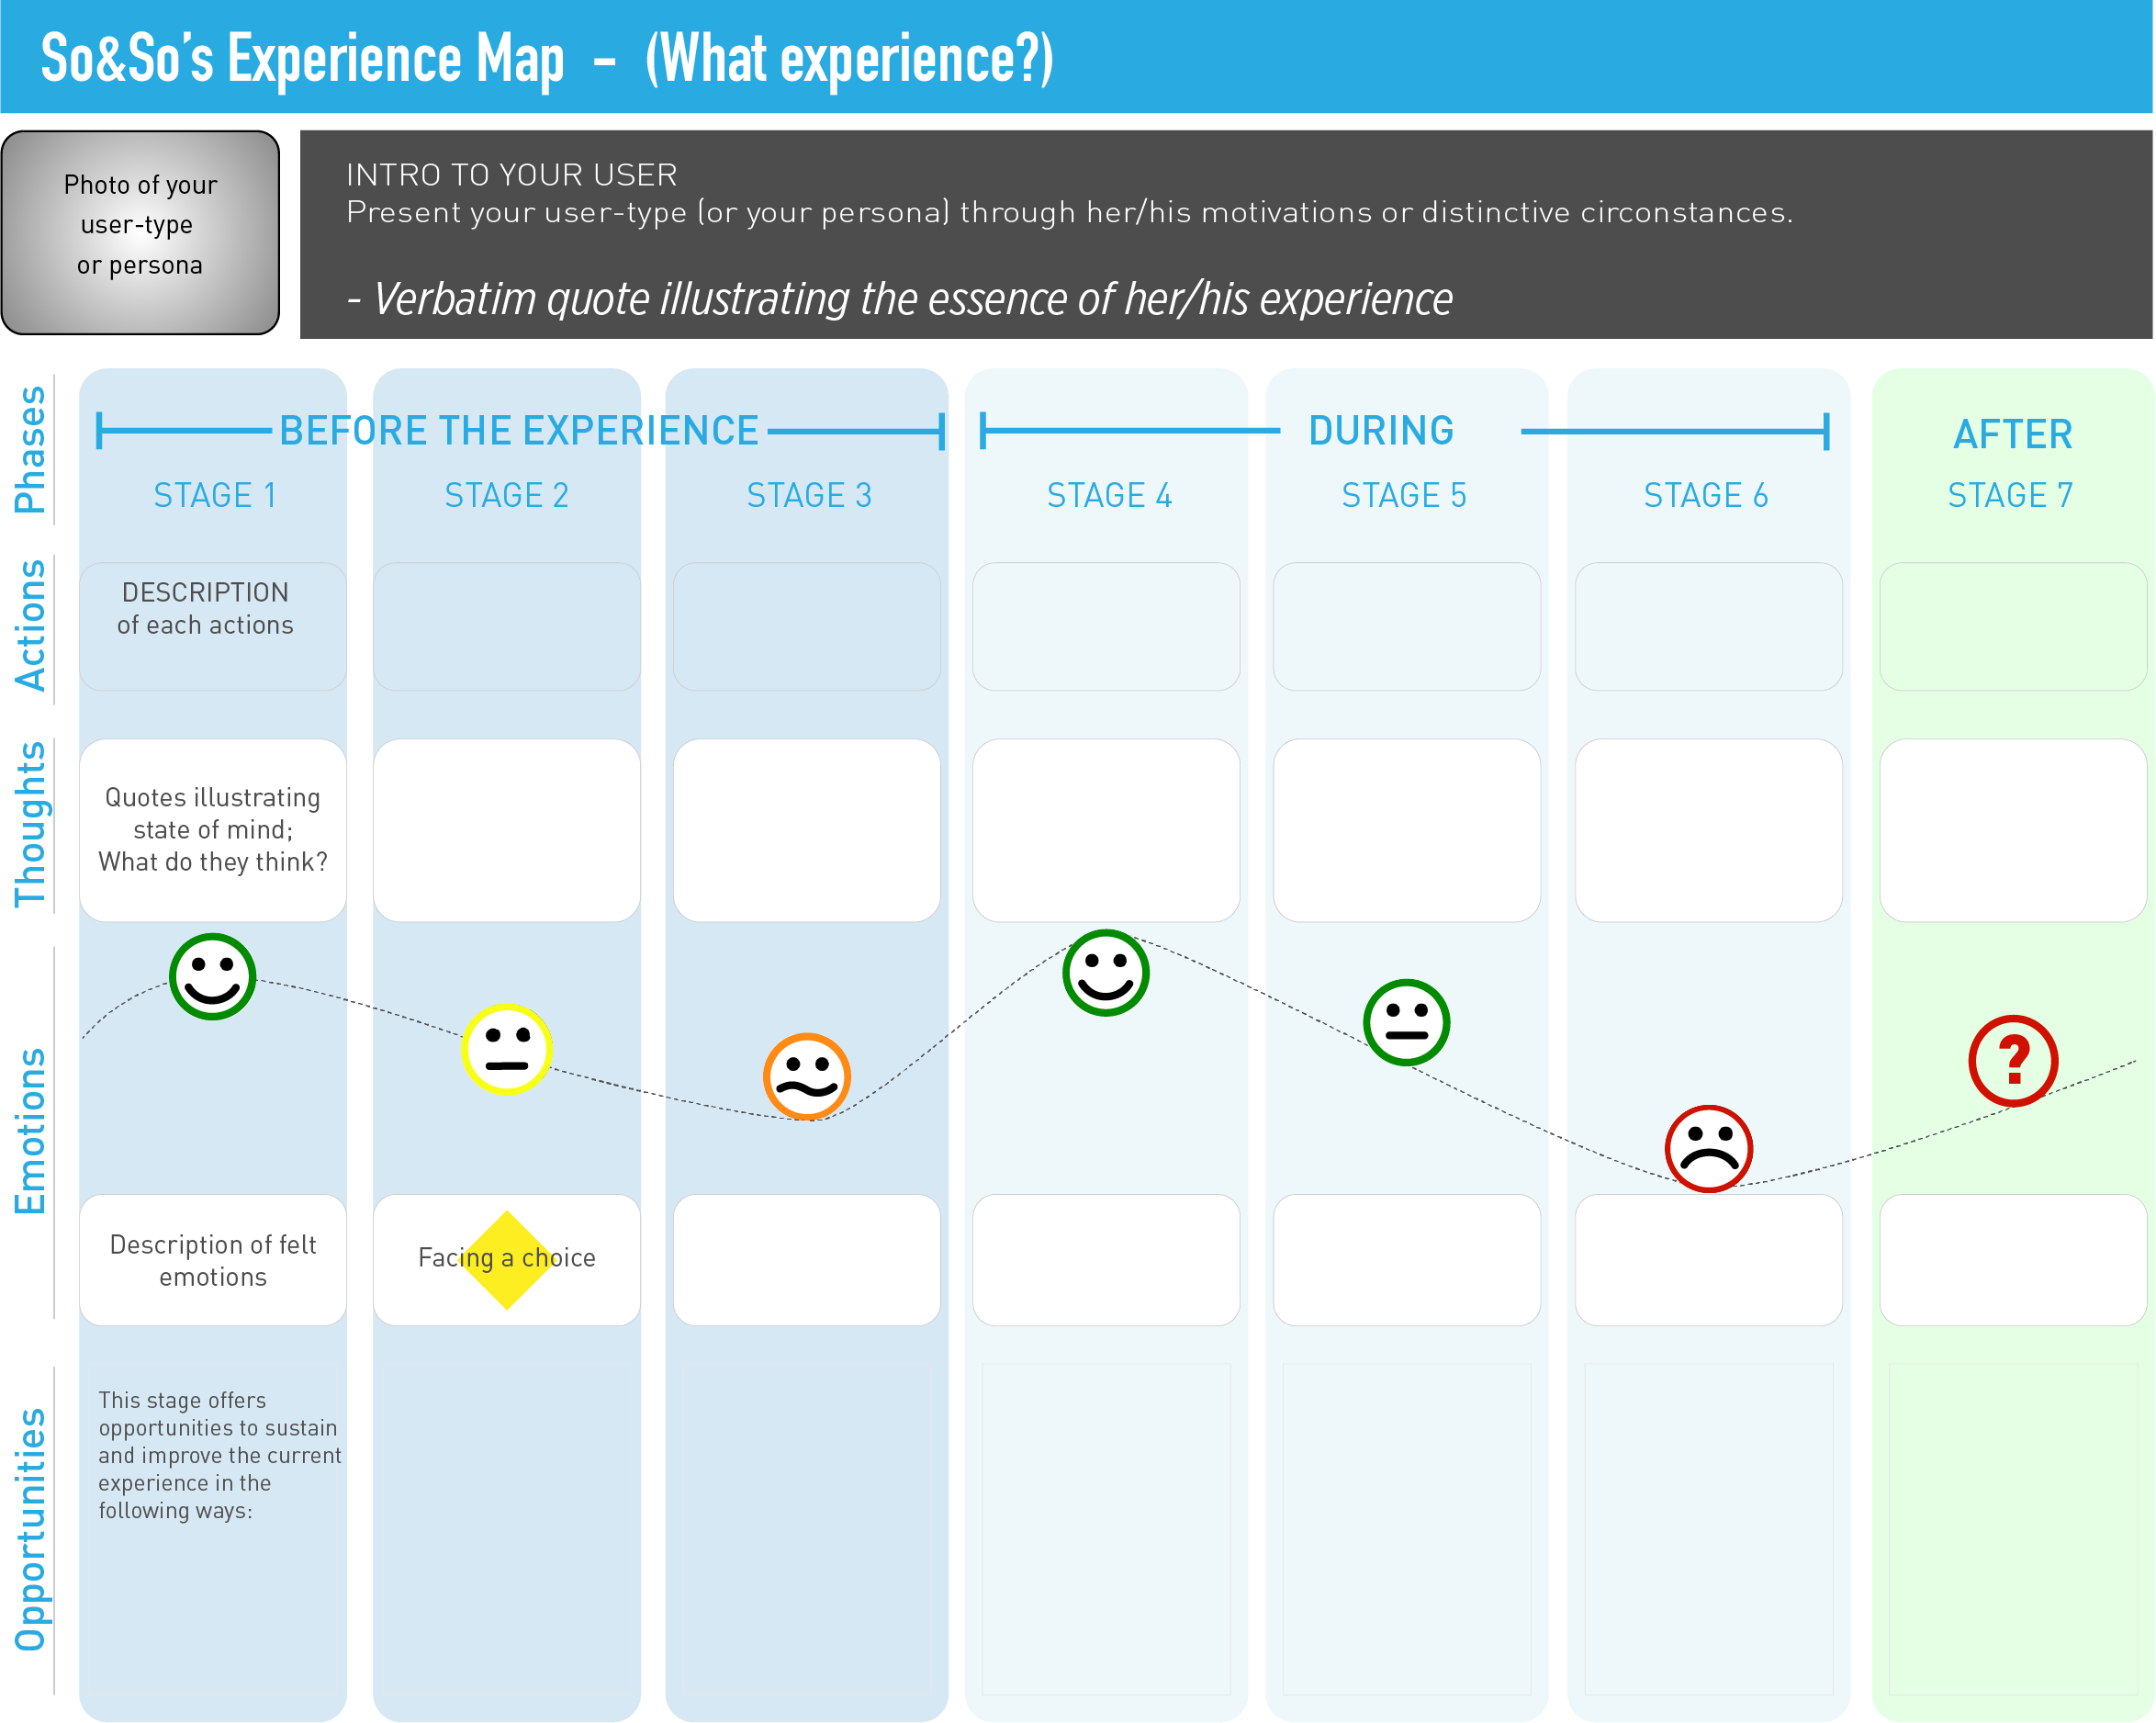 So&So's Experience Map - (What experience?)
Photo of your
user-type
or persona
INTRO TO YOUR USER
Present your user-type (or your persona) through her/his motivations or distinctive circonstances.
- Verbatim quote illustrating the essence of her/his experience
Phases
BEFORE THE EXPERIENCE
DURING
AFTER
STAGE 1
STAGE 2
STAGE 3
STAGE 4
STAGE 5
STAGE 6
STAGE 7
Actions
DESCRIPTION
of each actions
Thoughts
Quotes illustrating
state of mind;
What do they think?
Emotions
?
Description of felt
emotions
Facing a choice
Opportunities
This stage offers
opportunities to sustain
and improve the current
experience in the
following ways: